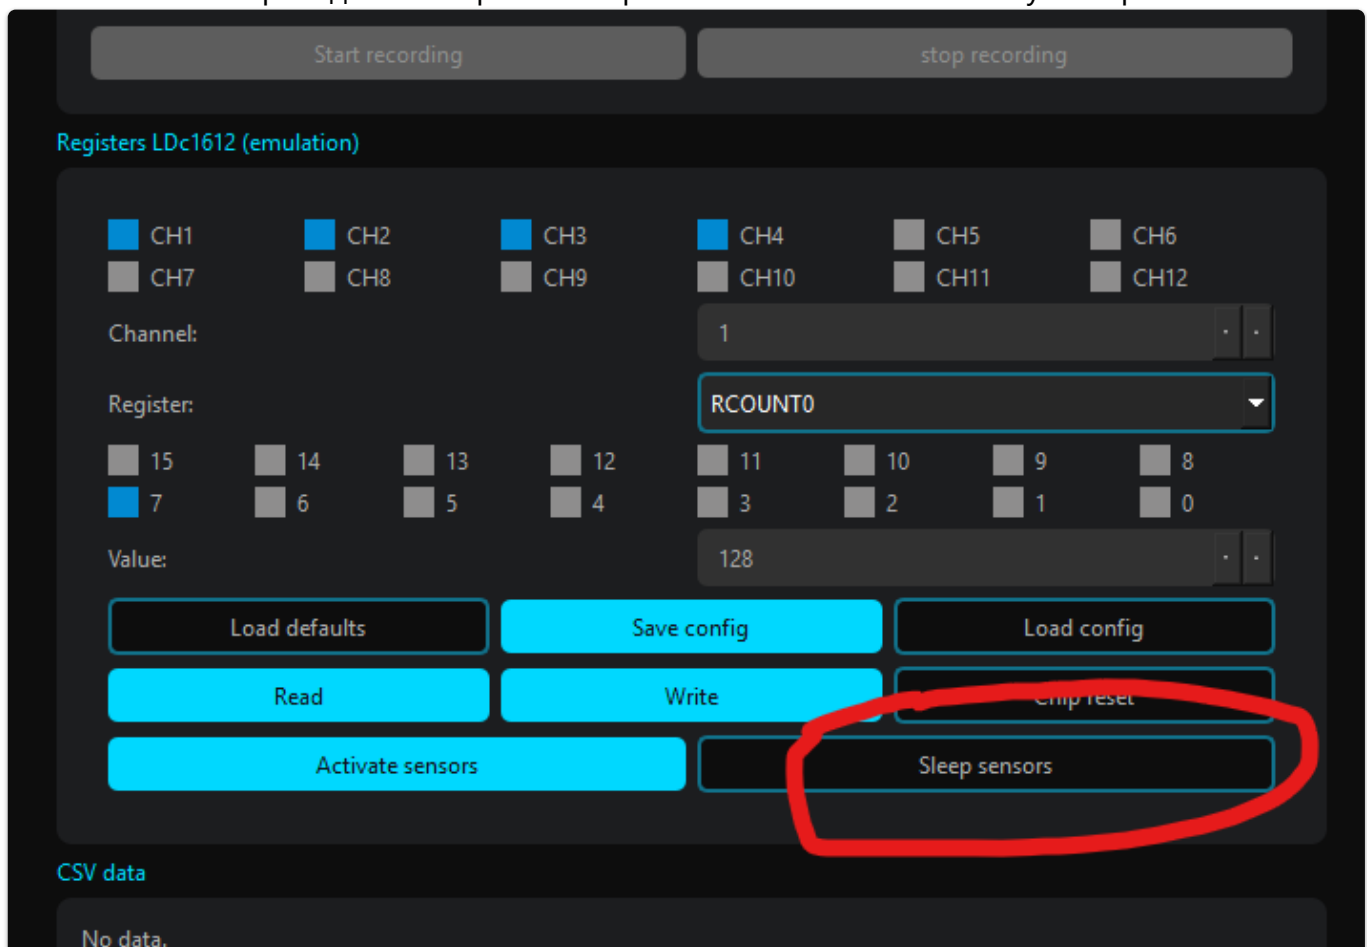 Start recording stop recording
Registers LDc1612 (emulation)
CH1 CH2 CH3 CH4 CH5 CH6
CH7 CH8 CH9 CH10 CH11 CH12
Channel: 1
Register: RCOUNT0
15 14 13 12 11 10 9 8
7 6 5 4 3 2 1 0
Value: 128
Load defaults Save config Load config
Read Write Chip reset
Activate sensors Sleep sensors
CSV data
No data.